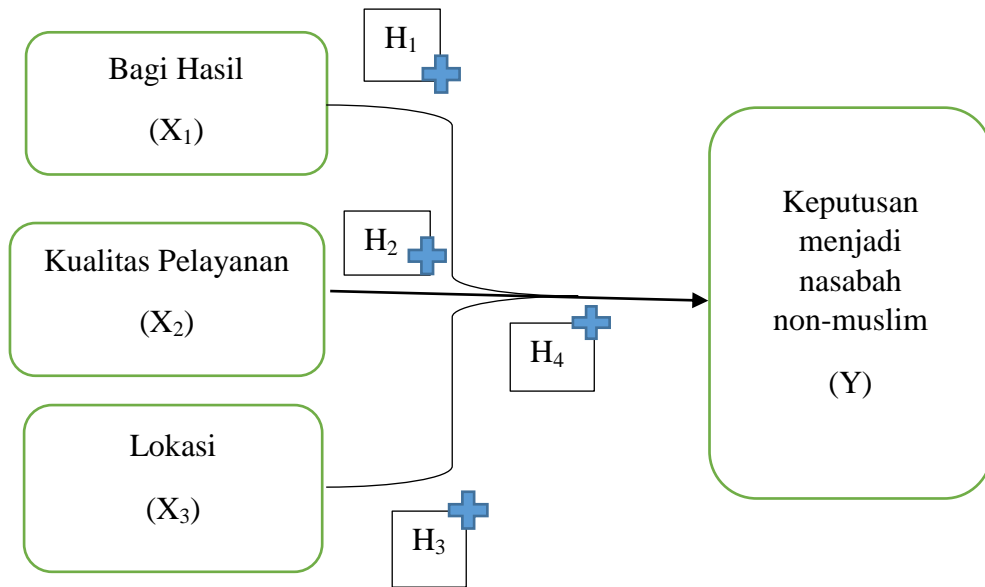 Bagi Hasil
(X₁)
H₁
Kualitas Pelayanan
(X₂)
H₂
Lokasi
(X₃)
H₃
H₄
Keputusan
menjadi
nasabah
non-muslim
(Y)